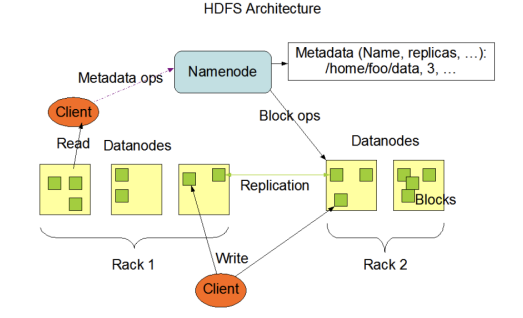 HDFS Architecture
Metadata (Name, replicas, ...):
/home/foo/data, 3, ...
Namenode
Metadata ops
Client
Block ops
Read
Datanodes
Datanodes
Replication
Blocks
Rack 1
Write
Rack 2
Client